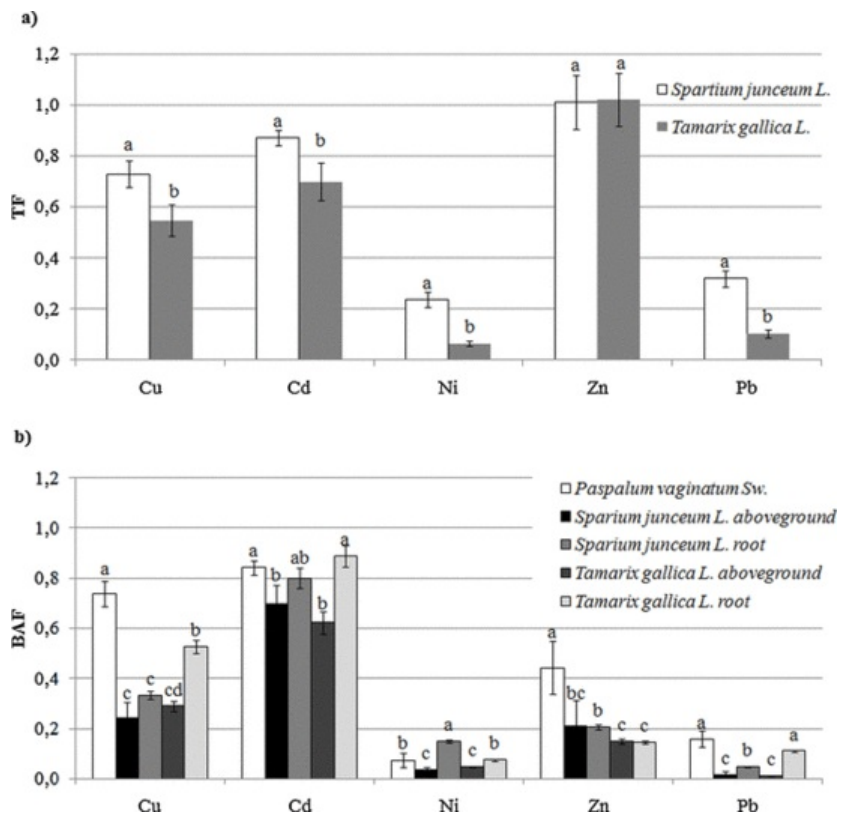 a)
1,2
1,0
0,8
0,6
0,4
0,2
0,0
TF
a
b
a
b
a
b
a
a
a
b
Spartium junceum L.
Tamarix gallica L.
Cu
Cd
Ni
Zn
Pb
b)
1,2
1,0
0,8
0,6
0,4
0,2
0,0
BAF
Paspalum vaginatum Sw.
Sparium junceum L. aboveground
Sparium junceum L. root
Tamarix gallica L. aboveground
Tamarix gallica L. root
a
c
c
cd
b
a
b
ab
b
a
b
c
a
c
b
a
bc
b
c
c
a
c
b
c
a
Cu
Cd
Ni
Zn
Pb